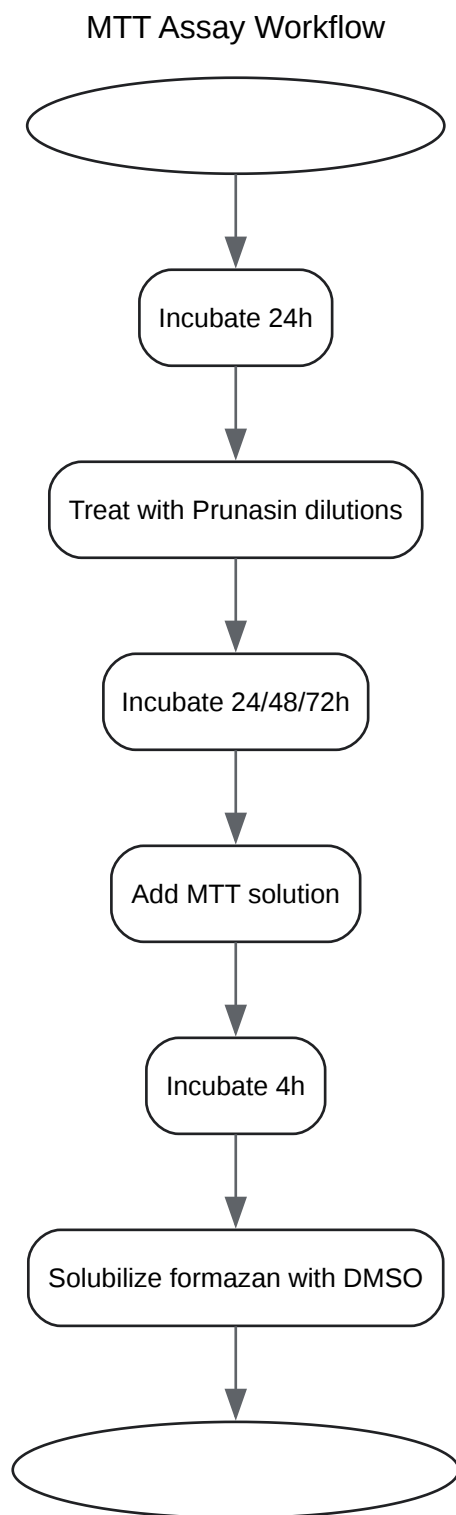 MTT Assay Workflow
Incubate 24h
Treat with Prunasin dilutions
Incubate 24/48/72h
Add MTT solution
Incubate 4h
Solubilize formazan with DMSO